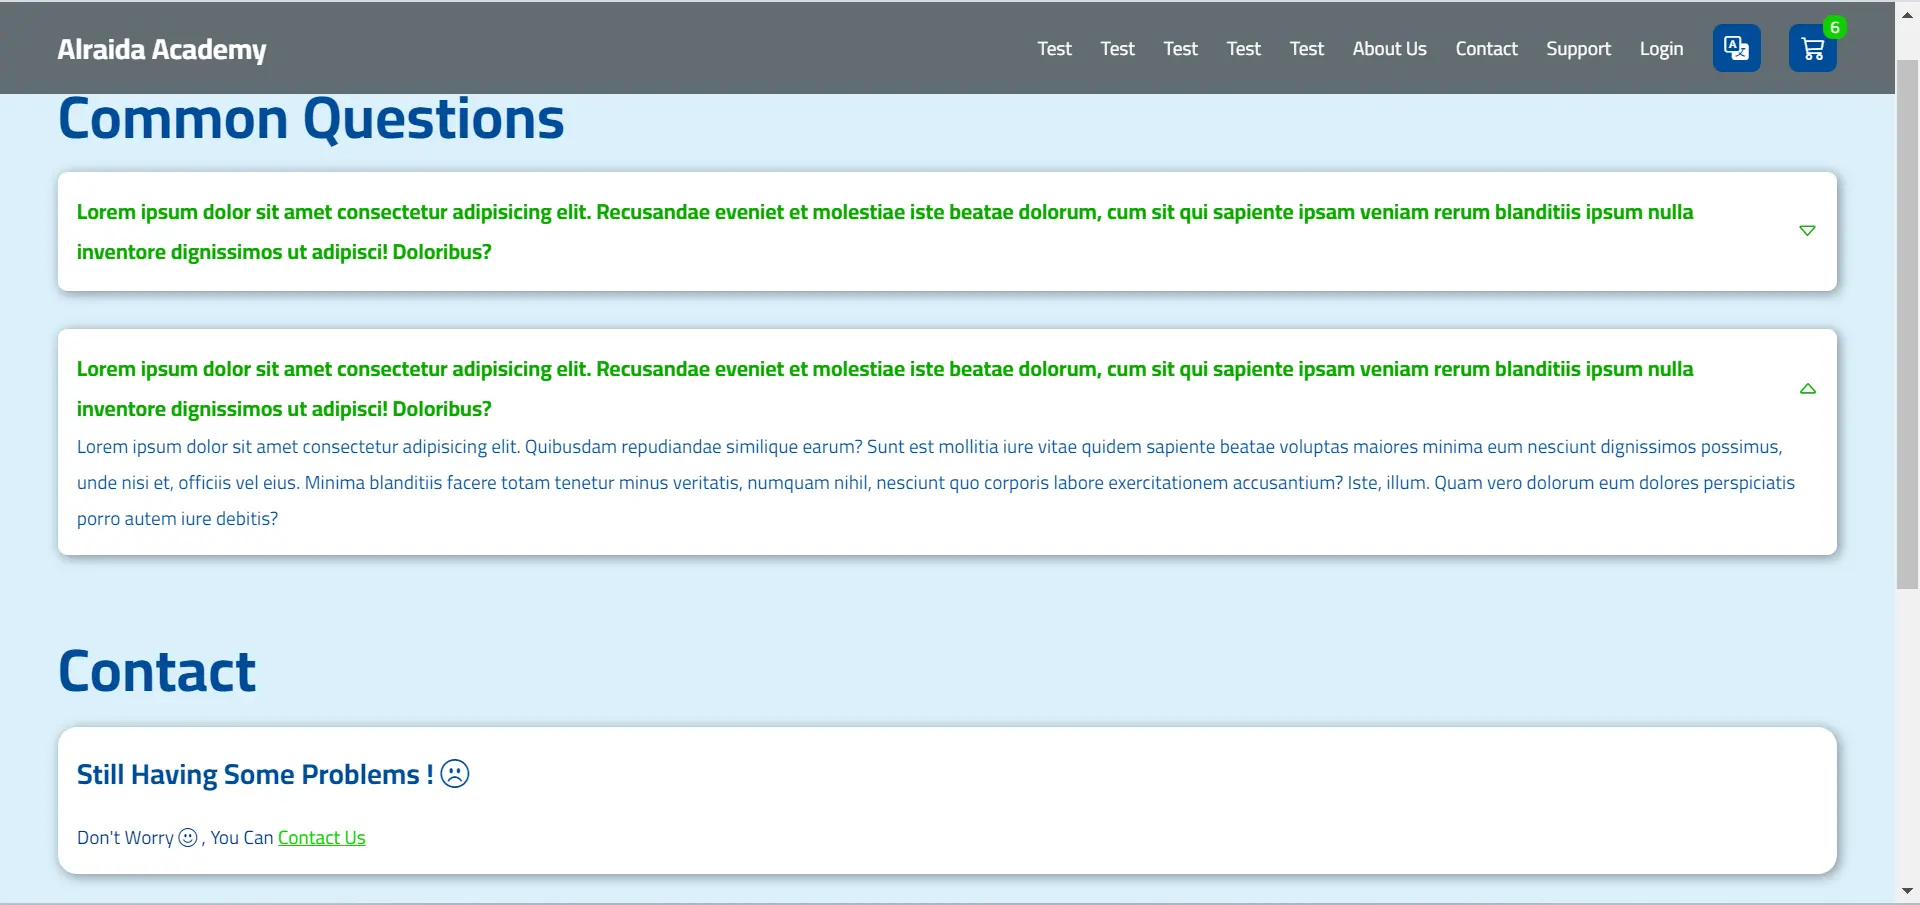 Alraida Academy
Test Test Test Test Test About Us Contact Support Login
6
Common Questions
Lorem ipsum dolor sit amet consectetur adipisicing elit. Recusandae eveniet et molestiae iste beatae dolorum, cum sit qui sapiente ipsam veniam rerum blanditiis ipsum nulla
inventore dignissimos ut adipisci! Doloribus?
Lorem ipsum dolor sit amet consectetur adipisicing elit. Recusandae eveniet et molestiae iste beatae dolorum, cum sit qui sapiente ipsam veniam rerum blanditiis ipsum nulla
inventore dignissimos ut adipisci! Doloribus?
Lorem ipsum dolor sit amet consectetur adipisicing elit. Quibusdam repudiandae similique earum? Sunt est mollitia iure vitae quidem sapiente beatae voluptas maiores minima eum nesciunt dignissimos possimus,
unde nisi et, officiis vel eius. Minima blanditiis facere totam tenetur minus veritatis, numquam nihil, nesciunt quo corporis labore exercitationem accusantium? Iste, illum. Quam vero dolorum eum dolores perspiciatis
porro autem iure debitis?
Contact
Still Having Some Problems !
Don't Worry , You Can Contact Us